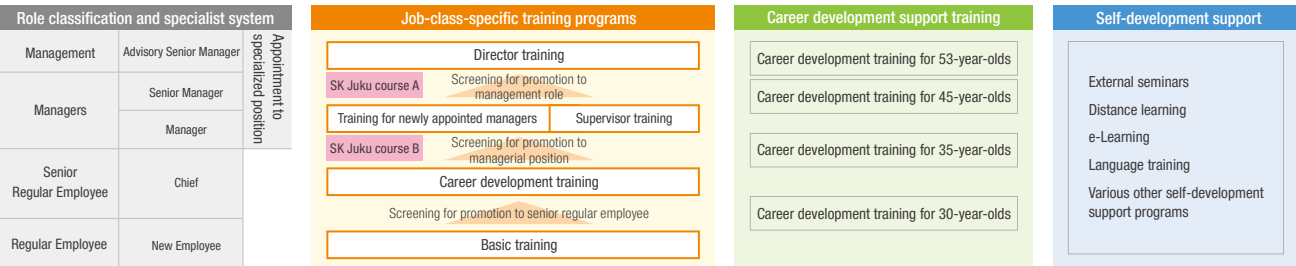 Role classification and specialist system
Management
Advisory Senior Manager
Appointment to
specialized position
Managers
Senior Manager
Manager
Senior
Regular Employee
Chief
Regular Employee
New Employee
Job-class-specific training programs
Director training
SK Juku course A
Screening for promotion to
management role
Training for newly appointed managers
Supervisor training
SK Juku course B
Screening for promotion to
managerial position
Career development training
Screening for promotion to senior regular employee
Basic training
Career development support training
Career development training for 53-year-olds
Career development training for 45-year-olds
Career development training for 35-year-olds
Career development training for 30-year-olds
Self-development support
External seminars
Distance learning
e-Learning
Language training
Various other self-development
support programs